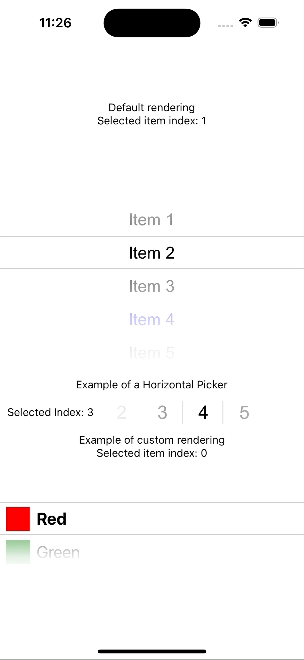 11:26
Default rendering
Selected item index: 1
Item 1
Item 2
Item 3
Item 4
Item 5
Example of a Horizontal Picker
Selected Index: 3 2 3 4 5
Example of custom rendering
Selected item index: 0
Red
Green